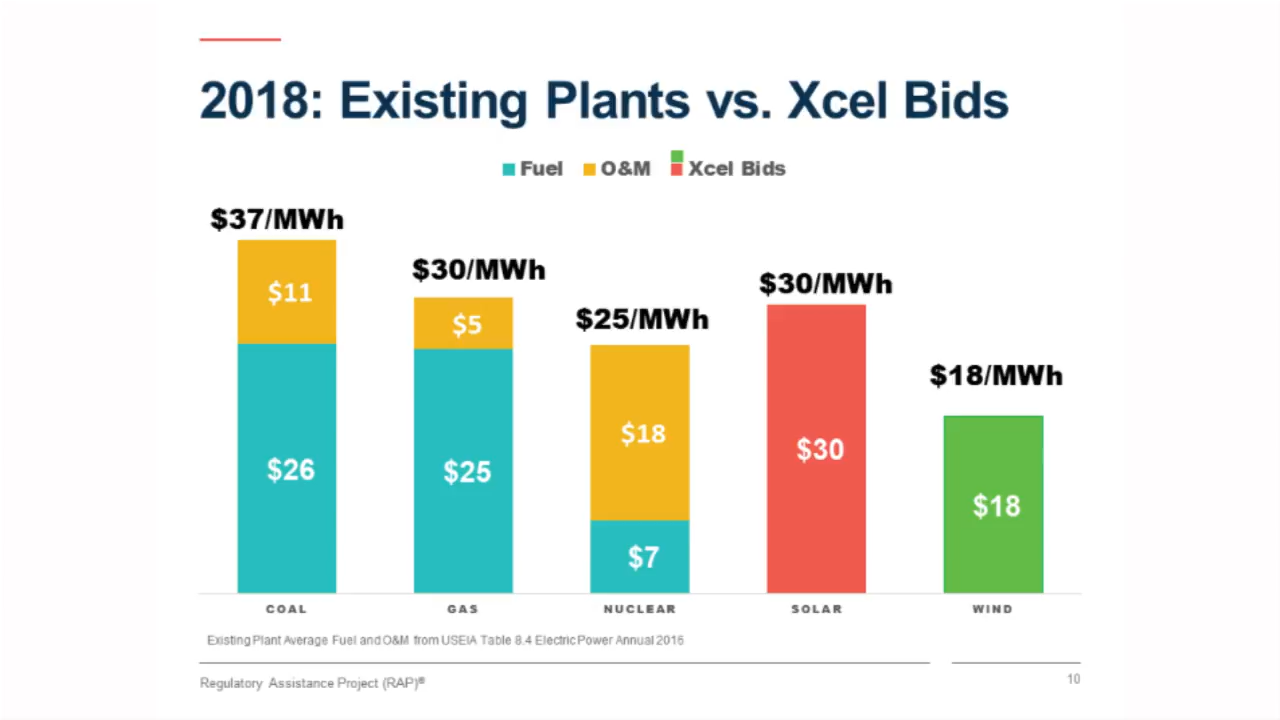 2018: Existing Plants vs. Xcel Bids
Fuel O&M Xcel Bids
$37/MWh
$30/MWh
$25/MWh
$30/MWh
$18/MWh
$11
$5
$18
$30
$18
$26
$25
$7
COAL GAS NUCLEAR SOLAR WIND
Existing Plant Average Fuel and O&M from USEIA Table 8.4 Electric Power Annual 2016
Regulatory Assistance Project (RAP)®
10